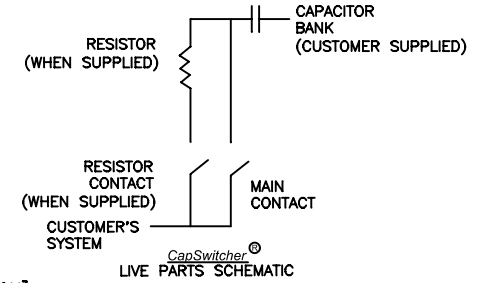 CAPACITOR
BANK
(CUSTOMER SUPPLIED)
RESISTOR
(WHEN SUPPLIED)
RESISTOR
CONTACT
(WHEN SUPPLIED)
MAIN
CONTACT
CUSTOMER'S
SYSTEM
CapSwitcher ®
LIVE PARTS SCHEMATIC